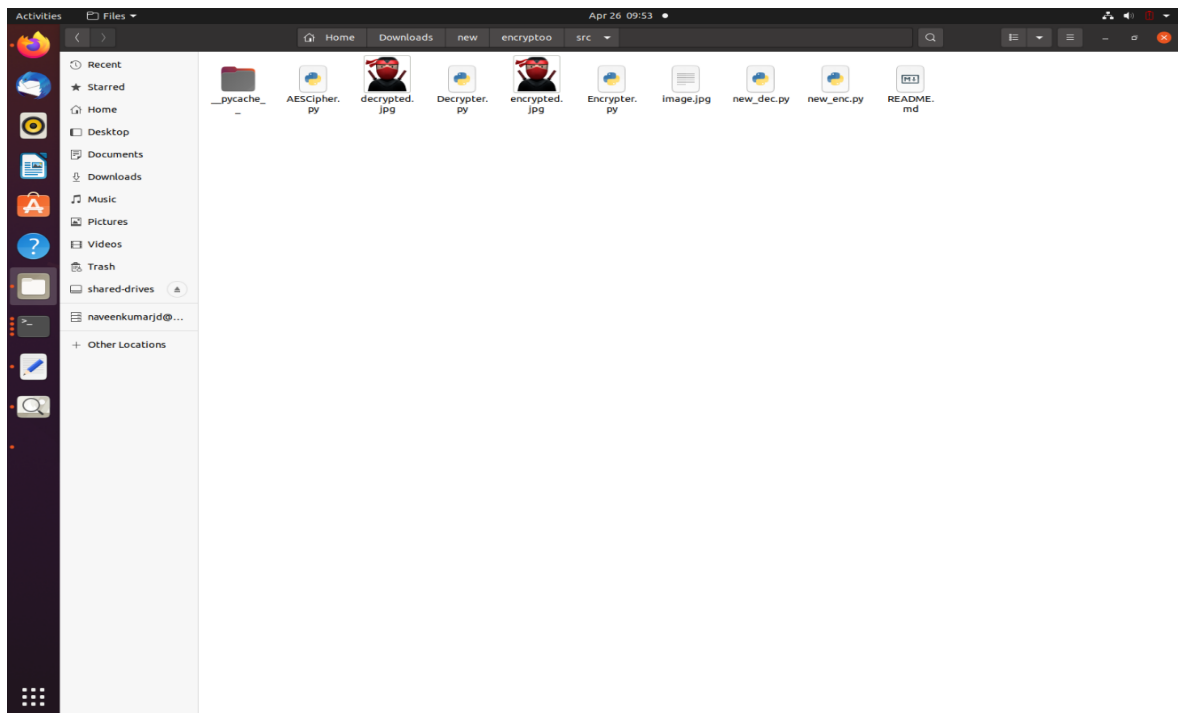 Activities Files Apr 26 09:53
Home Downloads new encryptoo src
Recent
Starred
Home
Desktop
Documents
Downloads
Music
Pictures
Videos
Trash
shared-drives
naveenkumarjd@...
+ Other Locations
__pycache_
_
AESCipher.
py
decrypted.
jpg
Decrypter.
py
encrypted.
jpg
Encrypter.
py
image.jpg
new_dec.py
new_enc.py
README.
md